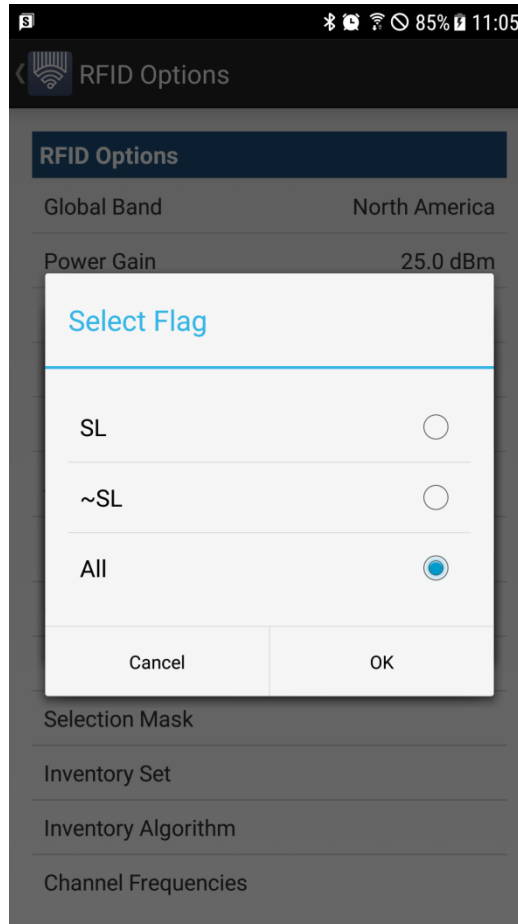 S 85% 11:05
RFID Options
RFID Options
Global Band North America
Power Gain 25.0 dBm
Select Flag
SL
~SL
All
Cancel OK
Selection Mask
Inventory Set
Inventory Algorithm
Channel Frequencies